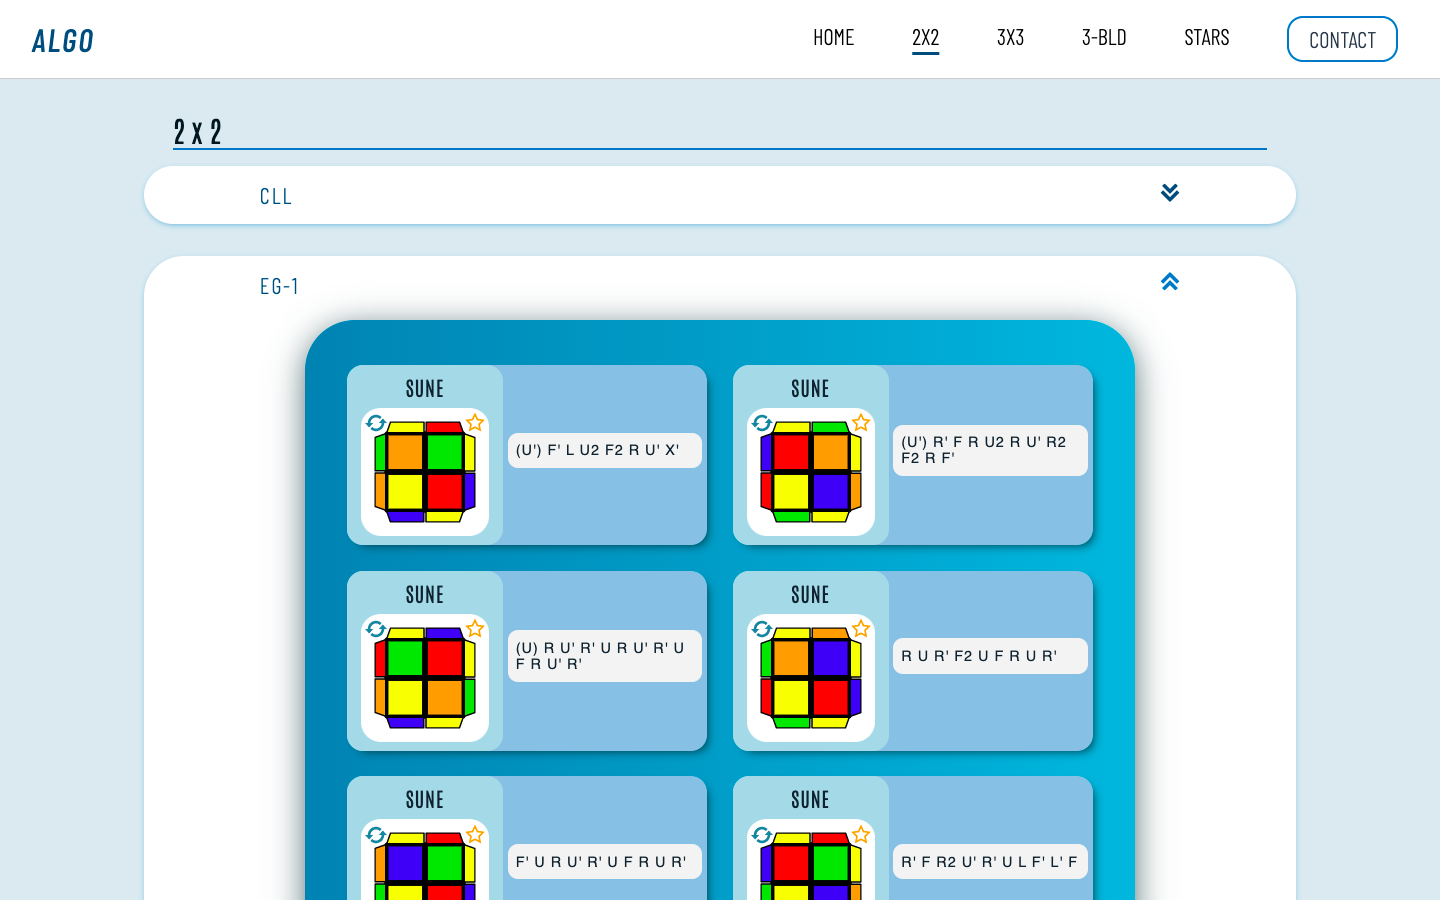 ALGO
HOME
2X2
3X3
3-BLD
STARS
CONTACT
2 x 2
CLL
EG-1
SUNE
(U') F' L U2 F2 R U' X'
SUNE
(U') R' F R U2 R U' R2
F2 R F'
SUNE
(U) R U' R' U R U' R' U
F R U' R'
SUNE
R U R' F2 U F R U R'
SUNE
F' U R U' R' U F R U R'
SUNE
R' F R2 U' R' U L F' L' F